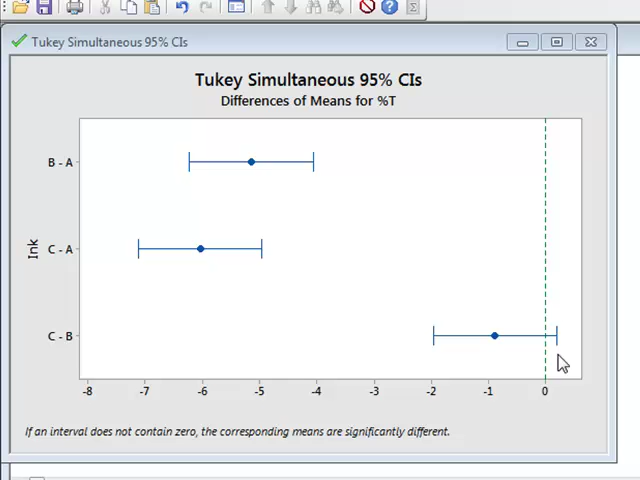 Tukey Simultaneous 95% CIs
Tukey Simultaneous 95% CIs
Differences of Means for %T
B - A
Ink
C - A
C - B
-8 -7 -6 -5 -4 -3 -2 -1 0
If an interval does not contain zero, the corresponding means are significantly different.